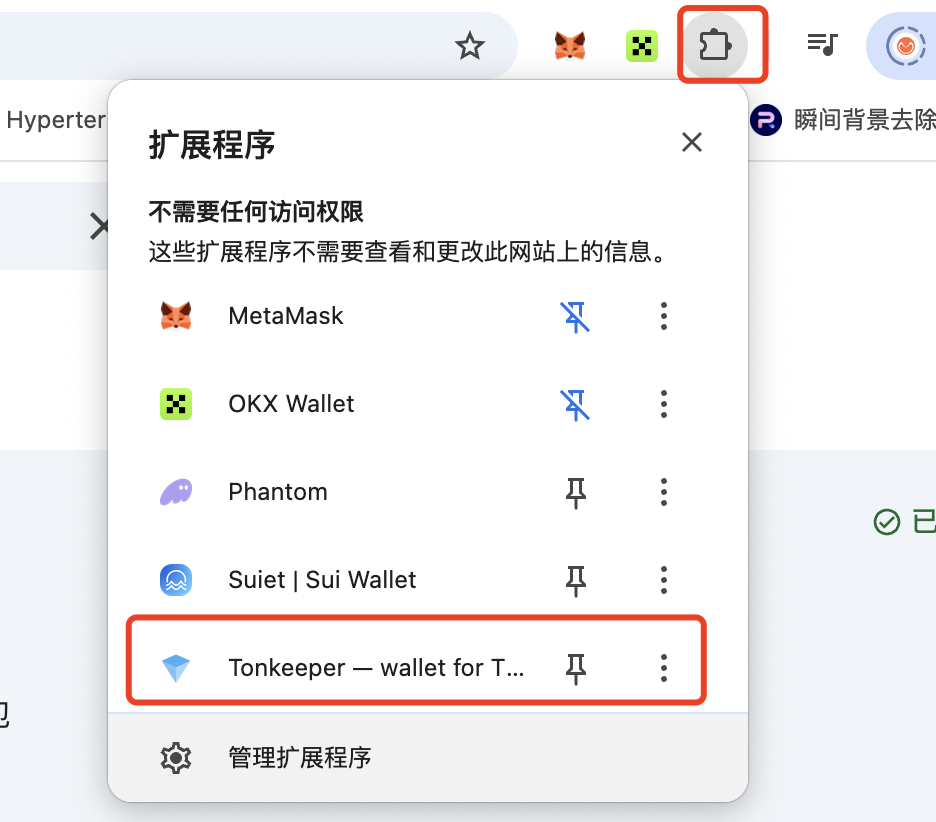 Hyperter
瞬间背景去除
扩展程序
不需要任何访问权限
这些扩展程序不需要查看和更改此网站上的信息。
MetaMask
OKX Wallet
Phantom
Suiet | Sui Wallet
已
Tonkeeper — wallet for T...
管理扩展程序